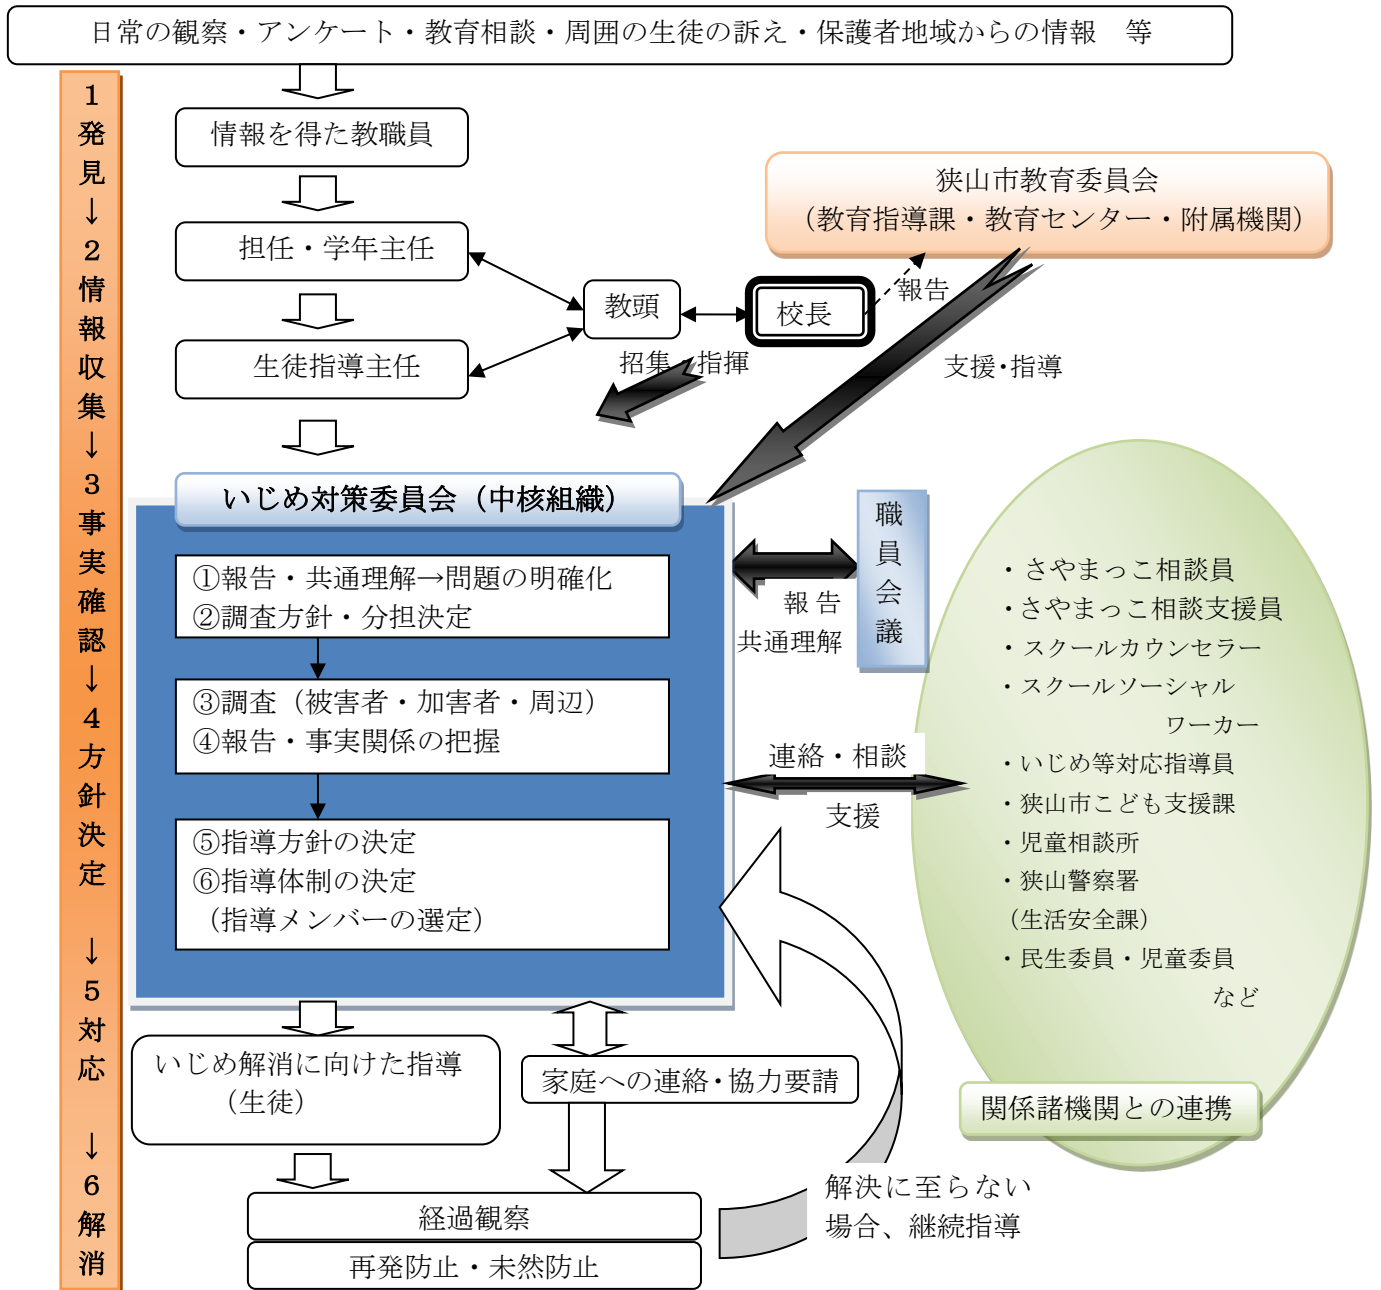 日常の観察・アンケート・教育相談・周囲の生徒の訴え・保護者地域からの情報　等
1発見→2情報収集→3事実確認→4方針決定　→5対応　→6解消
情報を得た教職員
担任・学年主任
生徒指導主任
教頭
校長
報告
狭山市教育委員会
（教育指導課・教育センター・附属機関）
招集・指揮
支援・指導
いじめ対策委員会（中核組織）
①報告・共通理解→問題の明確化
②調査方針・分担決定
③調査（被害者・加害者・周辺）
④報告・事実関係の把握
⑤指導方針の決定
⑥指導体制の決定
（指導メンバーの選定）
職員会議
報 告
共通理解
連絡・相談
支援
・さやまっこ相談員
・さやまっこ相談支援員
・スクールカウンセラー
・スクールソーシャル
ワーカー
・いじめ等対応指導員
・狭山市こども支援課
・児童相談所
・狭山警察署
（生活安全課）
・民生委員・児童委員
など
関係諸機関との連携
いじめ解消に向けた指導
（生徒）
家庭への連絡・協力要請
経過観察
再発防止・未然防止
解決に至らない
場合、継続指導